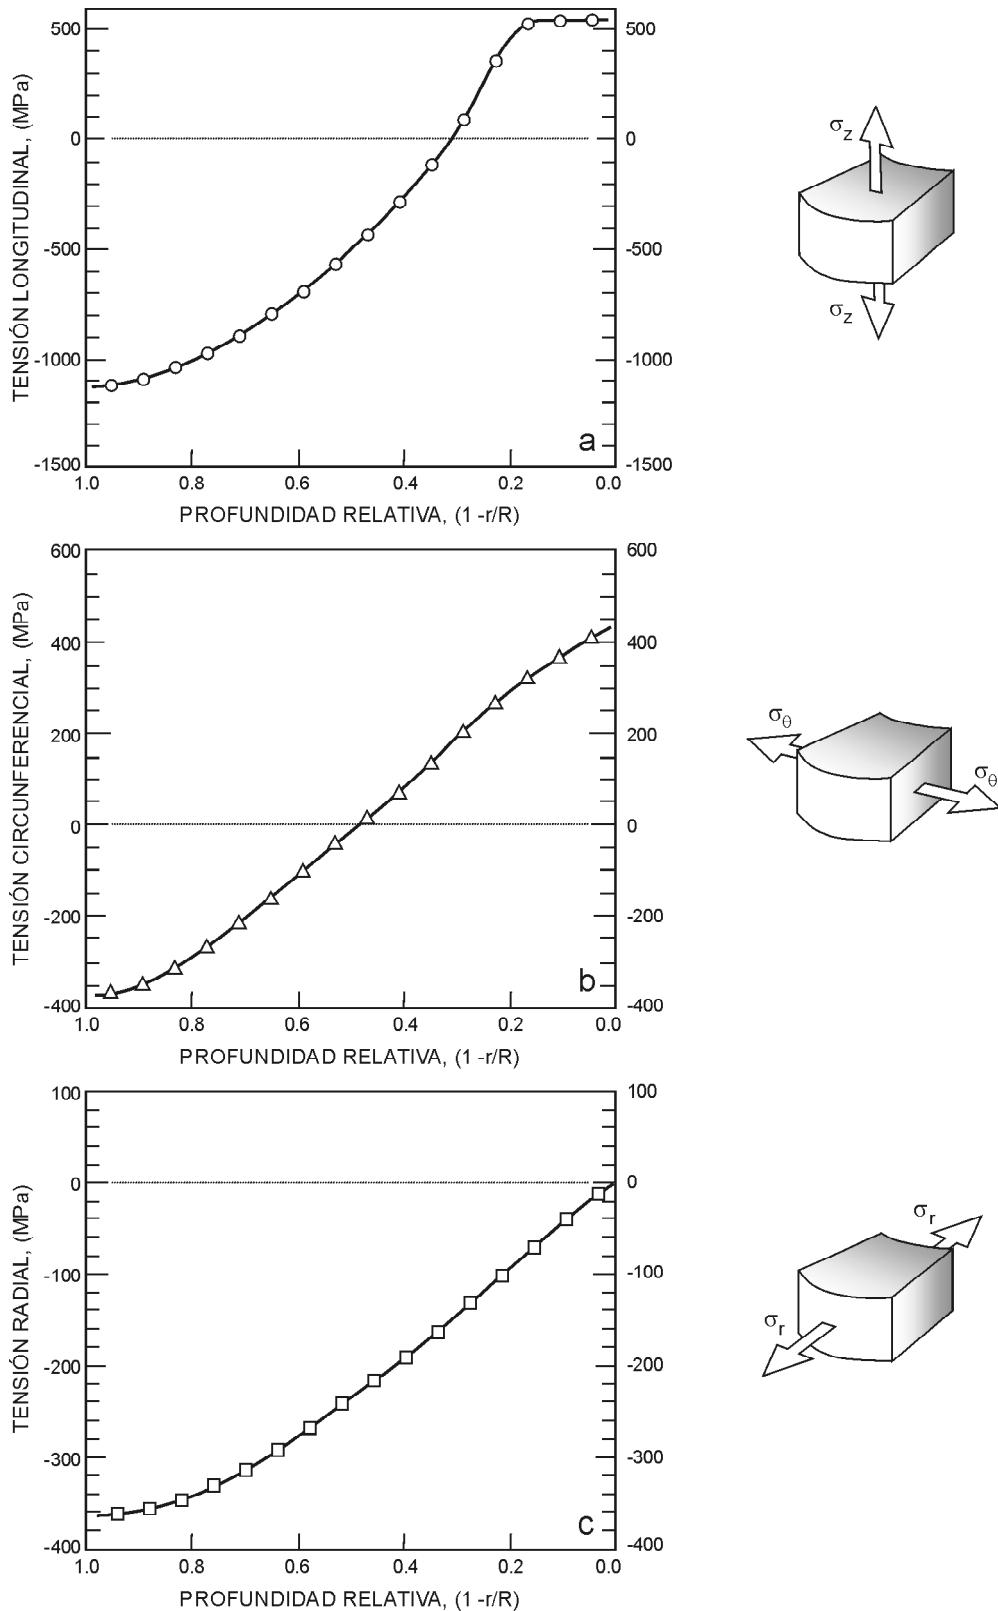 TENSIÓN LONGITUDINAL, (MPa)
500
0
-500
-1000
-1500
500
0
-500
-1000
-1500
a
1.0 0.8 0.6 0.4 0.2 0.0
PROFUNDIDAD RELATIVA, (1 -r/R)
σz
σz
TENSIÓN CIRCUNFERENCIAL, (MPa)
600
400
200
0
-200
-400
600
400
200
0
-200
-400
b
1.0 0.8 0.6 0.4 0.2 0.0
PROFUNDIDAD RELATIVA, (1 -r/R)
σθ
σθ
TENSIÓN RADIAL, (MPa)
100
0
-100
-200
-300
-400
100
0
-100
-200
-300
-400
c
1.0 0.8 0.6 0.4 0.2 0.0
PROFUNDIDAD RELATIVA, (1 -r/R)
σr
σr